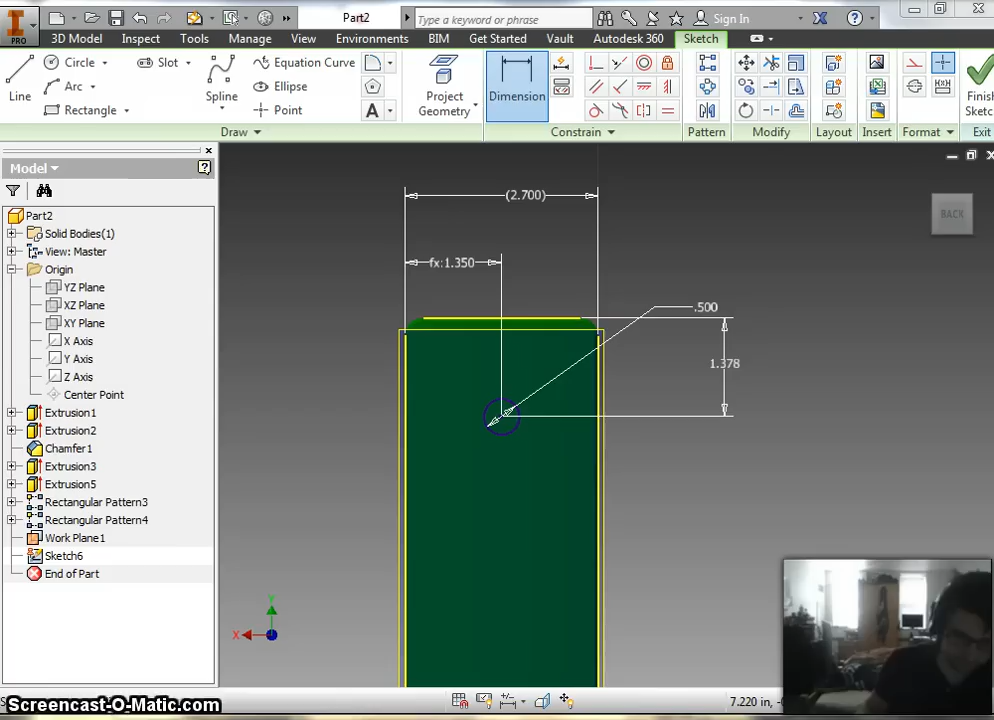 Part2
Type a keyword or phrase
Sign In
PRO
3D Model
Inspect
Tools
Manage
View
Environments
BIM
Get Started
Vault
Autodesk 360
Sketch
Line
Circle
Arc
Rectangle
Slot
Spline
Equation Curve
Ellipse
Point
A
Project
Geometry
Dimension
Finish
Sketc
Draw
Constrain
Pattern
Modify
Layout
Insert
Format
Exit
Model
Part2
Solid Bodies(1)
View: Master
Origin
YZ Plane
XZ Plane
XY Plane
X Axis
Y Axis
Z Axis
Center Point
Extrusion1
Extrusion2
Chamfer1
Extrusion3
Extrusion5
Rectangular Pattern3
Rectangular Pattern4
Work Plane1
Sketch6
End of Part
(2.700)
fx:1.350
.500
1.378
BACK
Y
X
7.220 in, -
Screencast-O-Matic.com